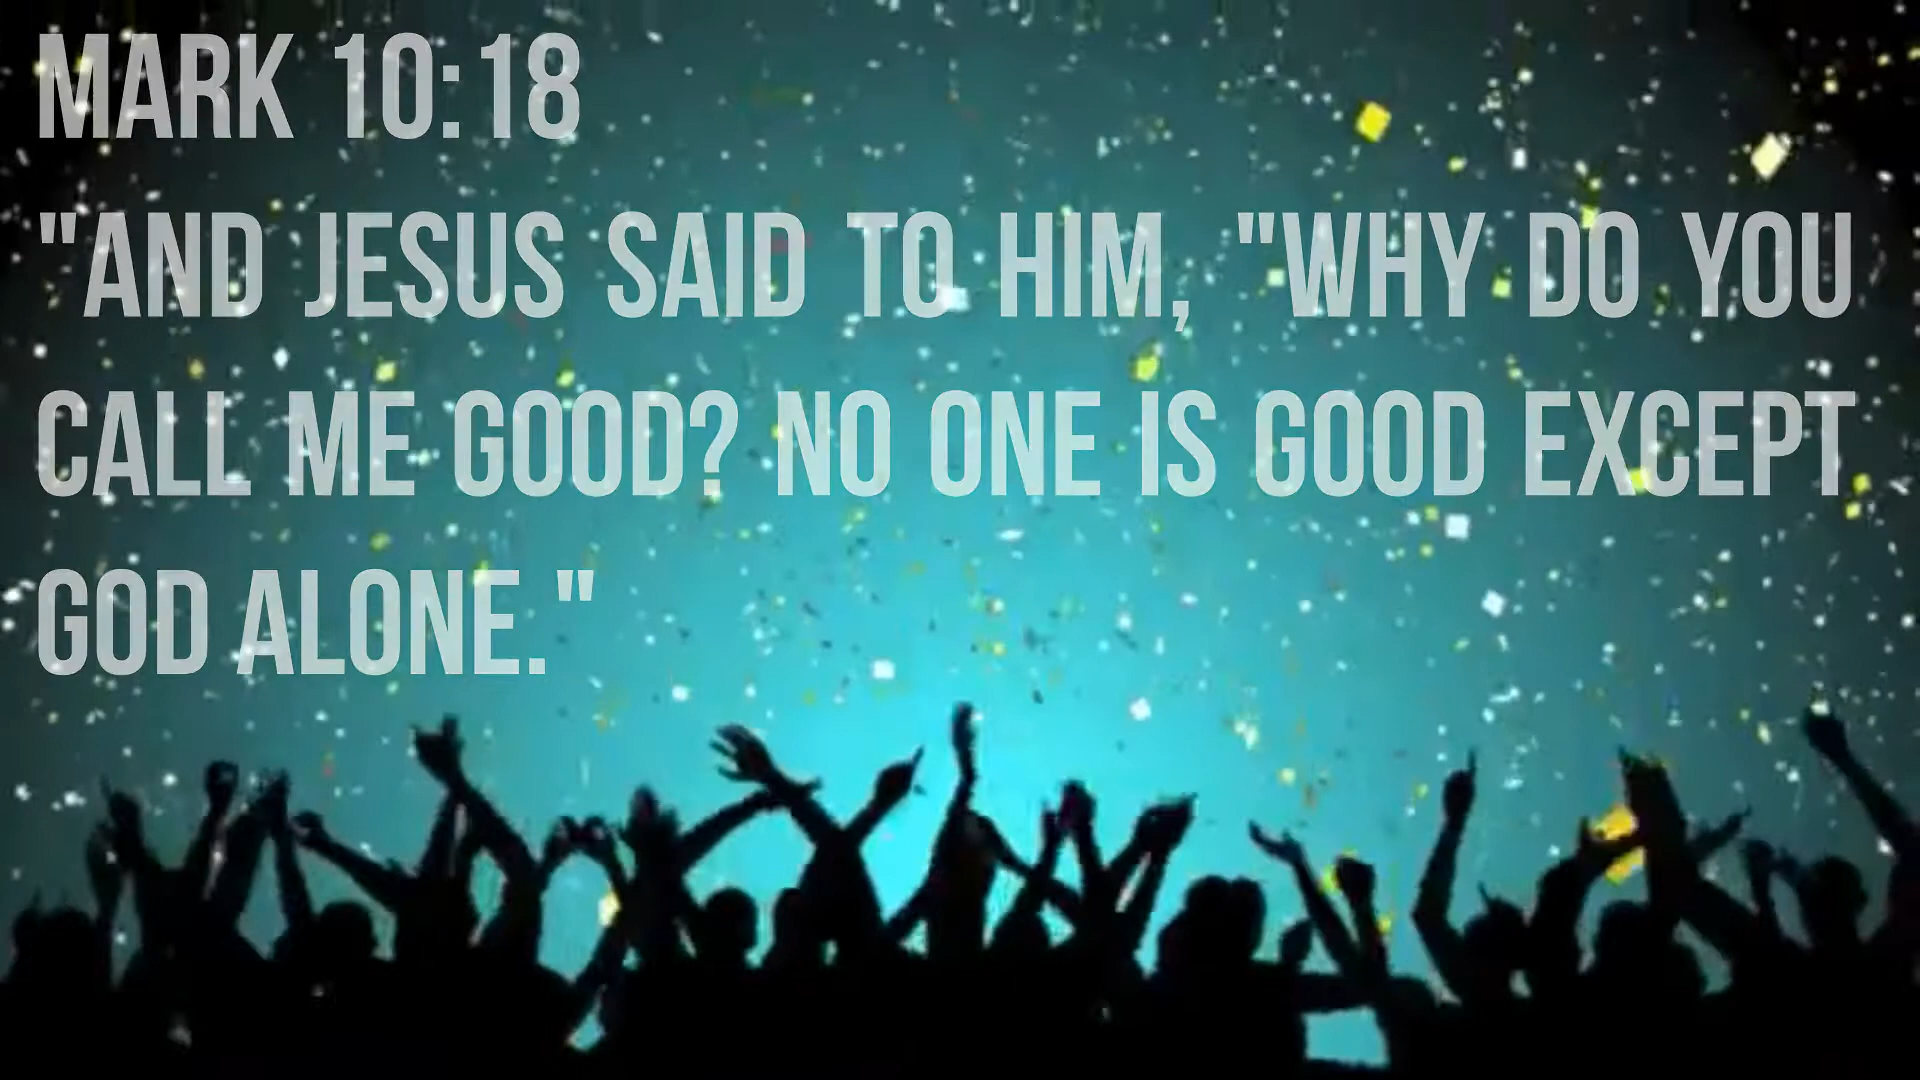 MARK 10:18
"AND JESUS SAID TO HIM, "WHY DO YOU
CALL ME GOOD? NO ONE IS GOOD EXCEPT
GOD ALONE."